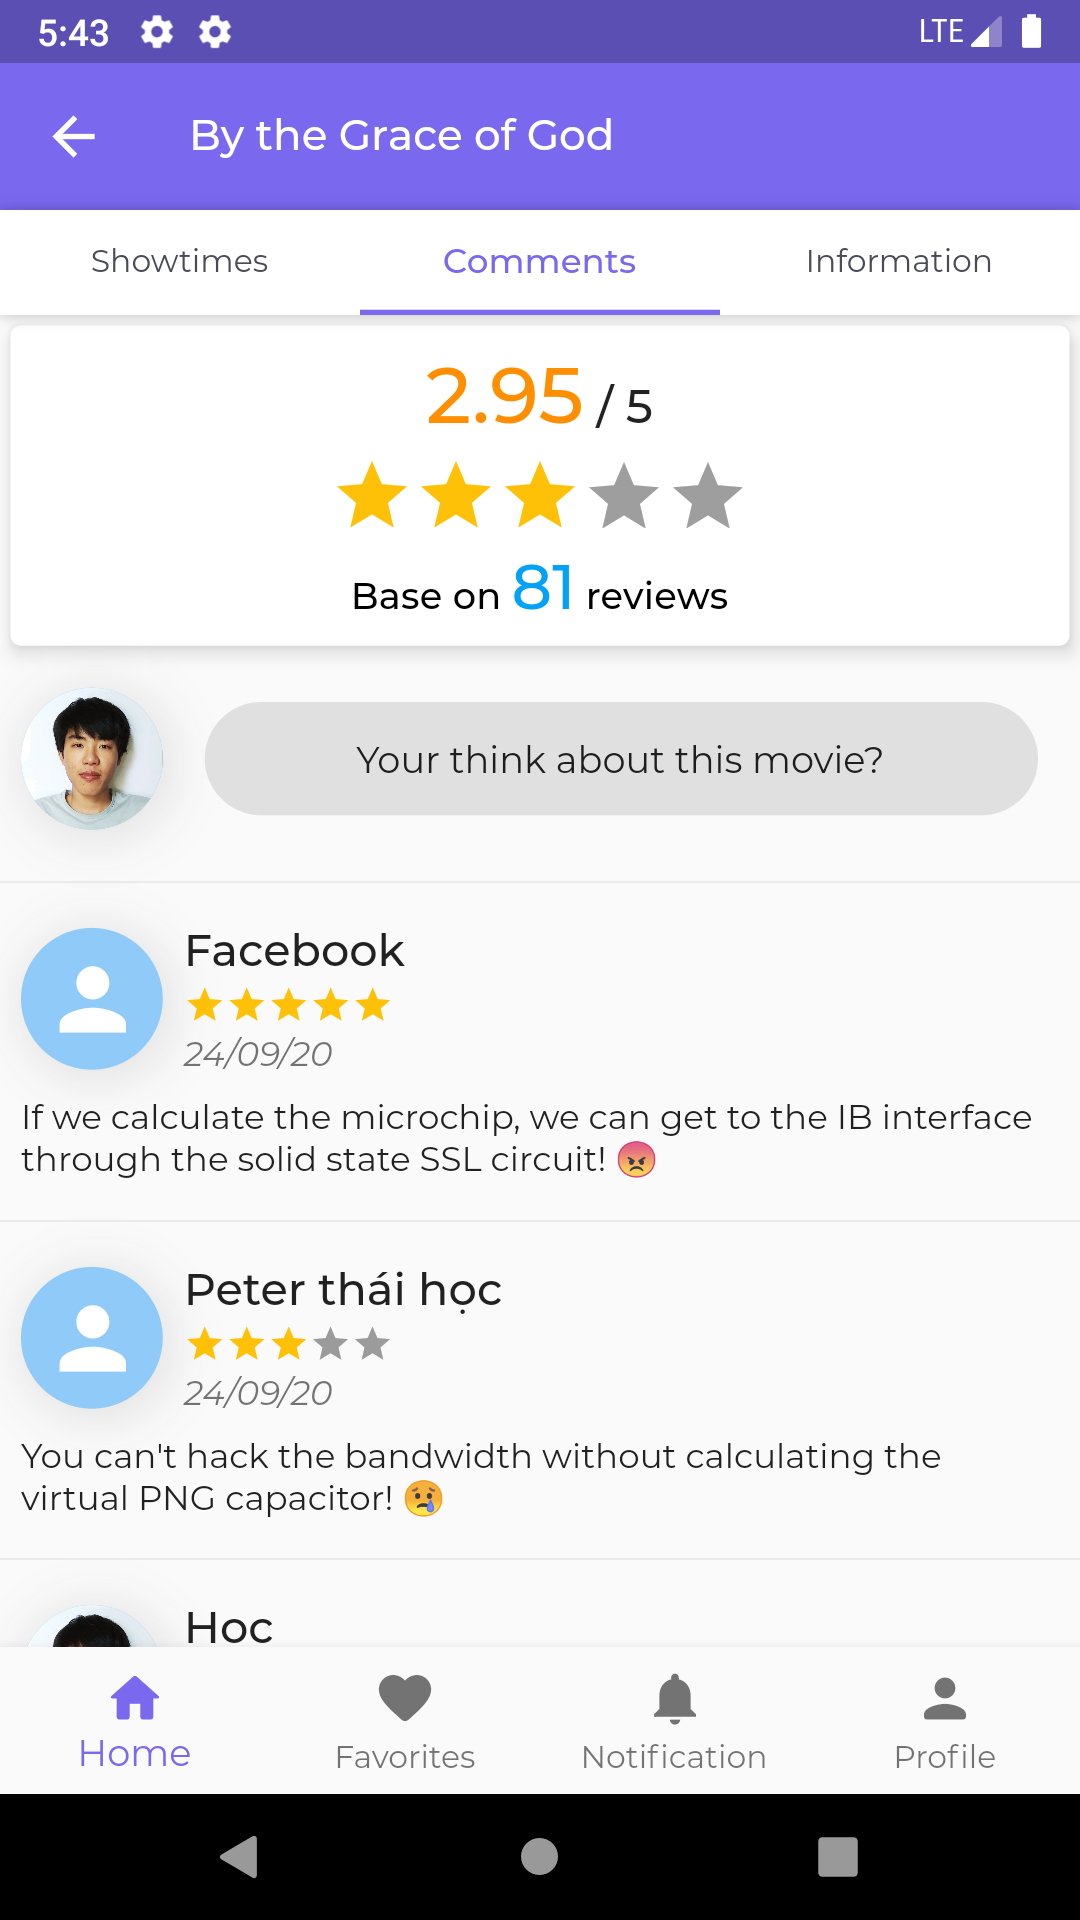 5:43
LTE
By the Grace of God
Showtimes
Comments
Information
2.95 / 5
Base on 81 reviews
Your think about this movie?
Facebook
24/09/20
If we calculate the microchip, we can get to the IB interface
through the solid state SSL circuit! 😡
Peter thái học
24/09/20
You can't hack the bandwidth without calculating the
virtual PNG capacitor! 😢
Hoc
Home
Favorites
Notification
Profile